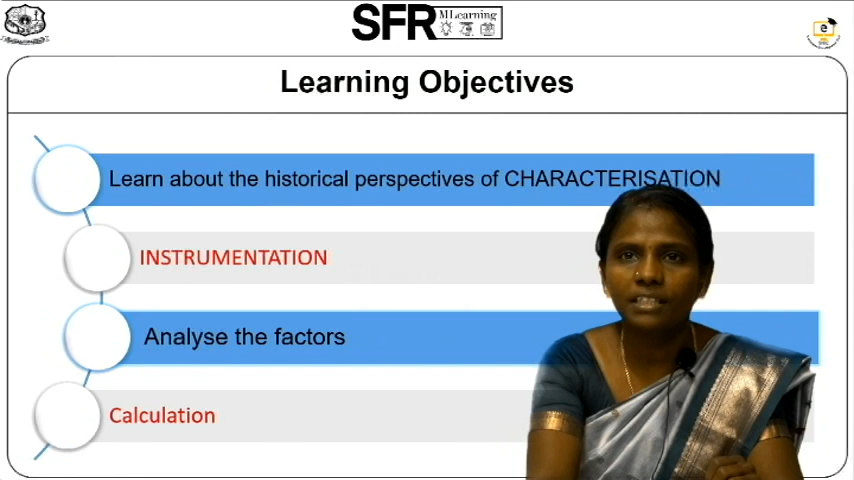 SFR
MLearning
e
Learning Objectives
Learn about the historical perspectives of CHARACTERISATION
INSTRUMENTATION
Analyse the factors
Calculation